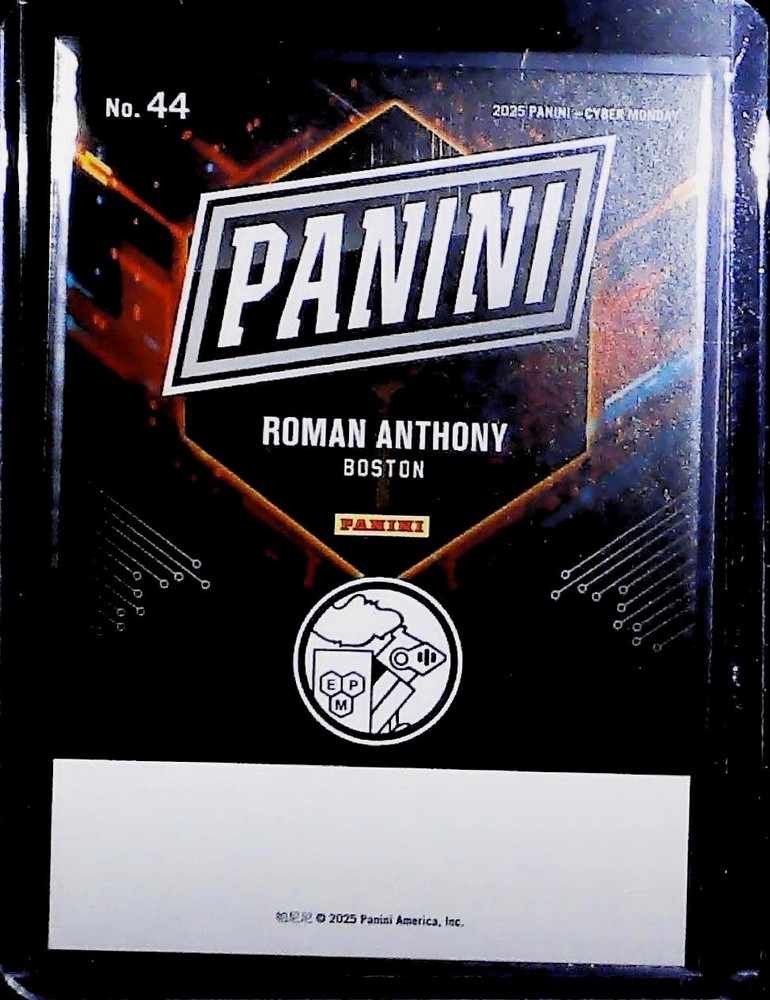 No. 44
2025 PANINI – CYBER MONDAY
PANINI
ROMAN ANTHONY
BOSTON
PANINI
E P
M
帕尼尼 © 2025 Panini America, Inc.